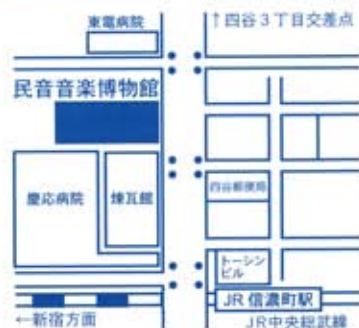 東電病院
↑四谷3丁目交差点
民音音楽博物館
慶応病院
煉瓦館
四谷郵便局
トーシン
ビル
JR信濃町駅
←新宿方面
JR中央総武線